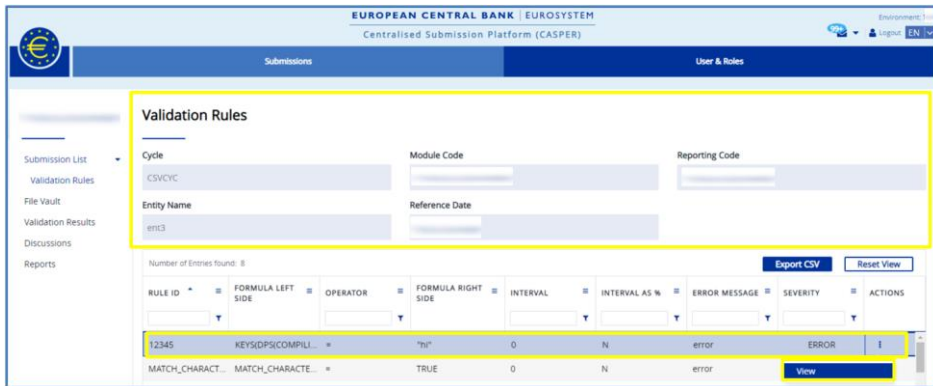 EUROPEAN CENTRAL BANK | EUROSYSTEM
Centralised Submission Platform (CASPER)
Environment:
Logout EN
Submissions
User & Roles
Validation Rules
Submission List
Validation Rules
File Vault
Validation Results
Discussions
Reports
Cycle
Module Code
Reporting Code
CSVCYC
Entity Name
Reference Date
ent3
Number of Entries found: 8
Export CSV
Reset View
RULE ID FORMULA LEFT SIDE OPERATOR FORMULA RIGHT SIDE INTERVAL INTERVAL AS % ERROR MESSAGE SEVERITY ACTIONS
12345 KEYS(DPS(COMPILI... = "hi" 0 N error ERROR
MATCH_CHARACT... MATCH_CHARACTE... = TRUE 0 N error
View